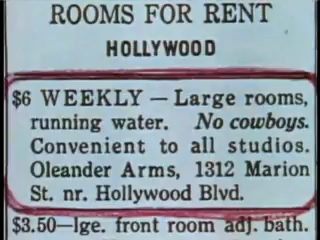 ROOMS FOR RENT
HOLLYWOOD
$6 WEEKLY — Large rooms,
running water. No cowboys.
Convenient to all studios.
Oleander Arms, 1312 Marion
St. nr. Hollywood Blvd.
$3.50—lge. front room adj. bath.